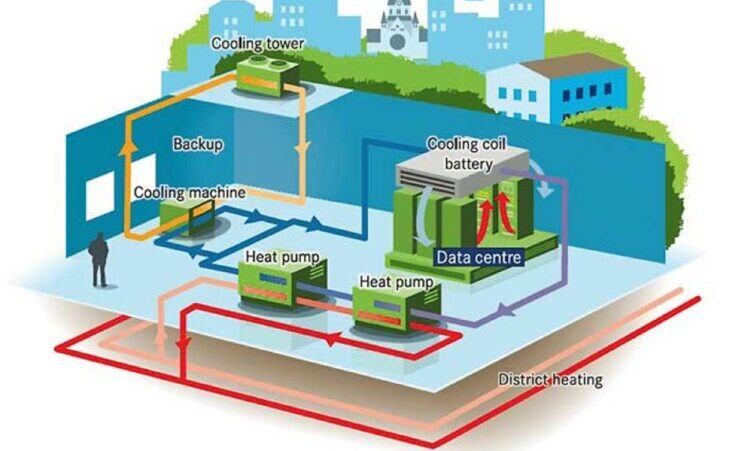 Cooling tower
Backup
Cooling coil
battery
Cooling machine
Heat pump
Data centre
Heat pump
District heating